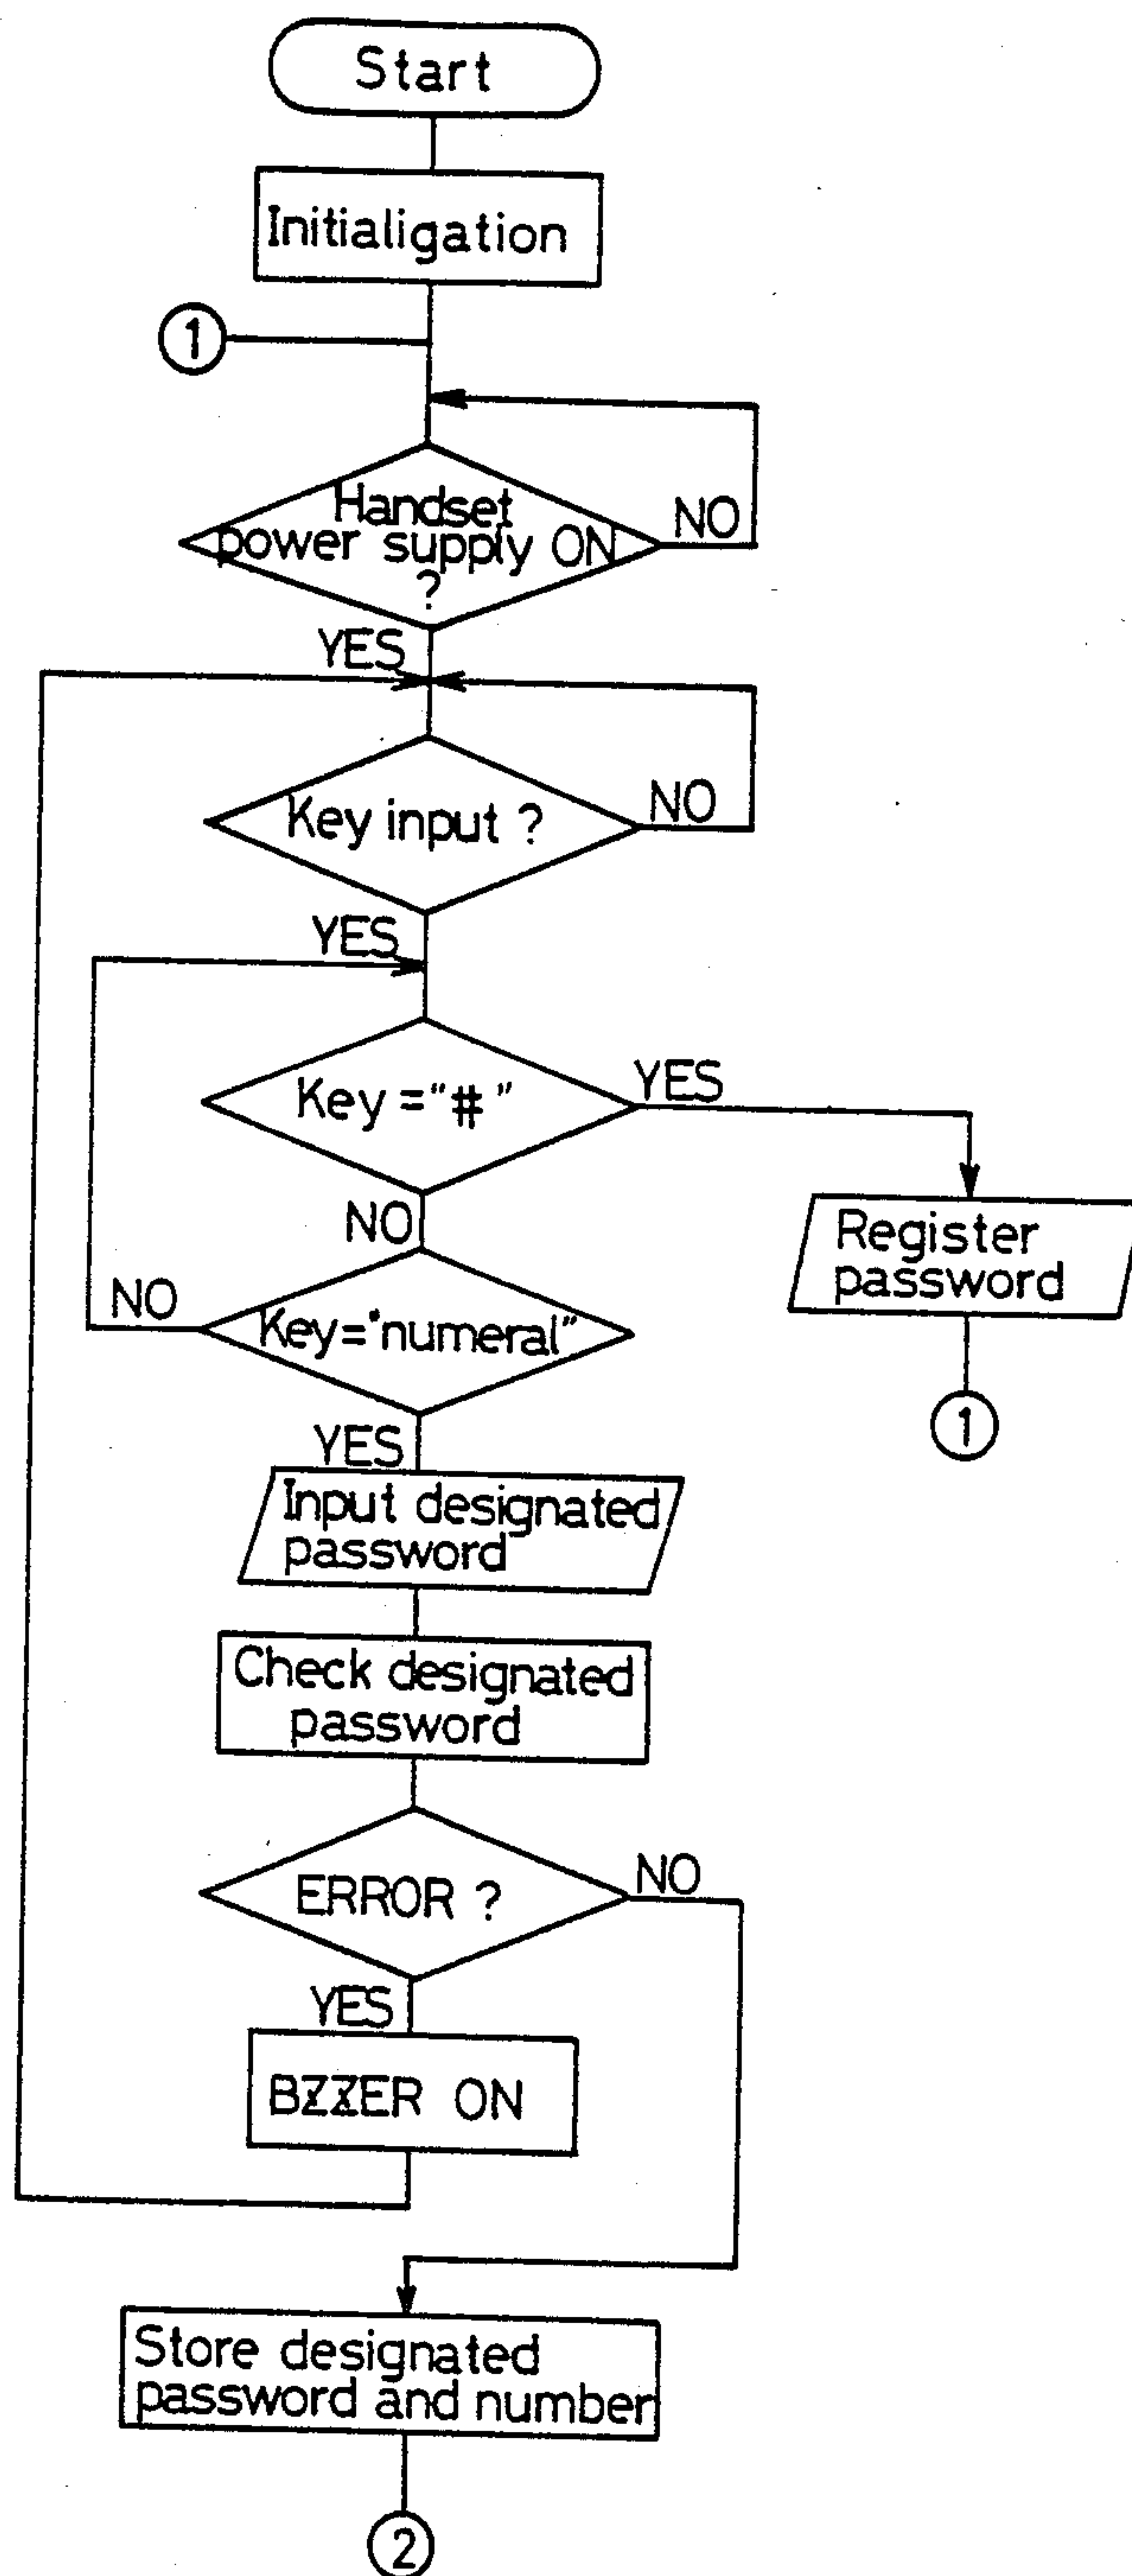 Start
Initialigation
1
Handset
power supply ON
?
NO
YES
Key input ?
NO
YES
Key = "#"
YES
NO
Register
password
1
Key="numeral"
NO
YES
Input designated
password
Check designated
password
ERROR ?
NO
YES
BZZER ON
Store designated
password and number
2